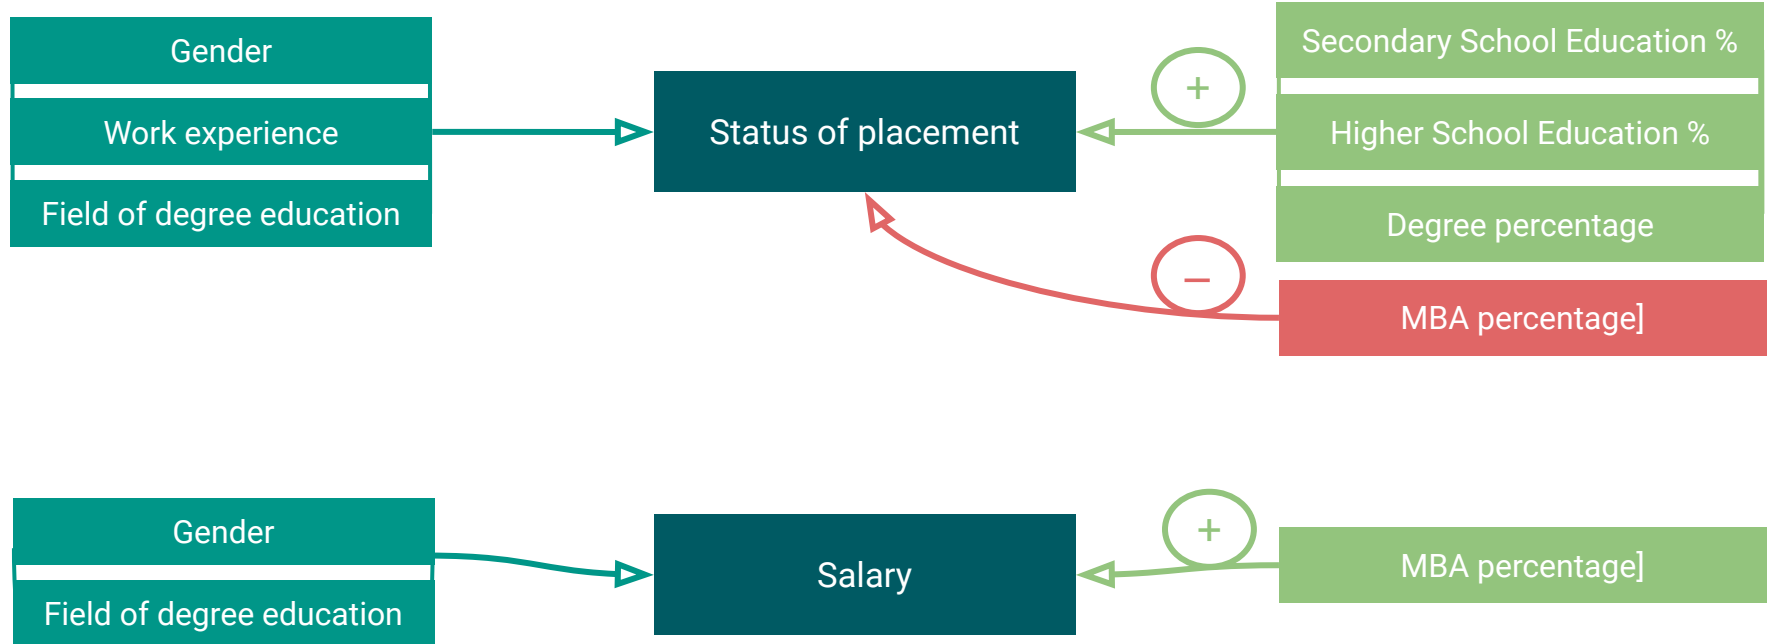 Gender
Work experience
Field of degree education
Status of placement
+
Secondary School Education %
Higher School Education %
Degree percentage
–
MBA percentage]
Gender
Field of degree education
Salary
+
MBA percentage]